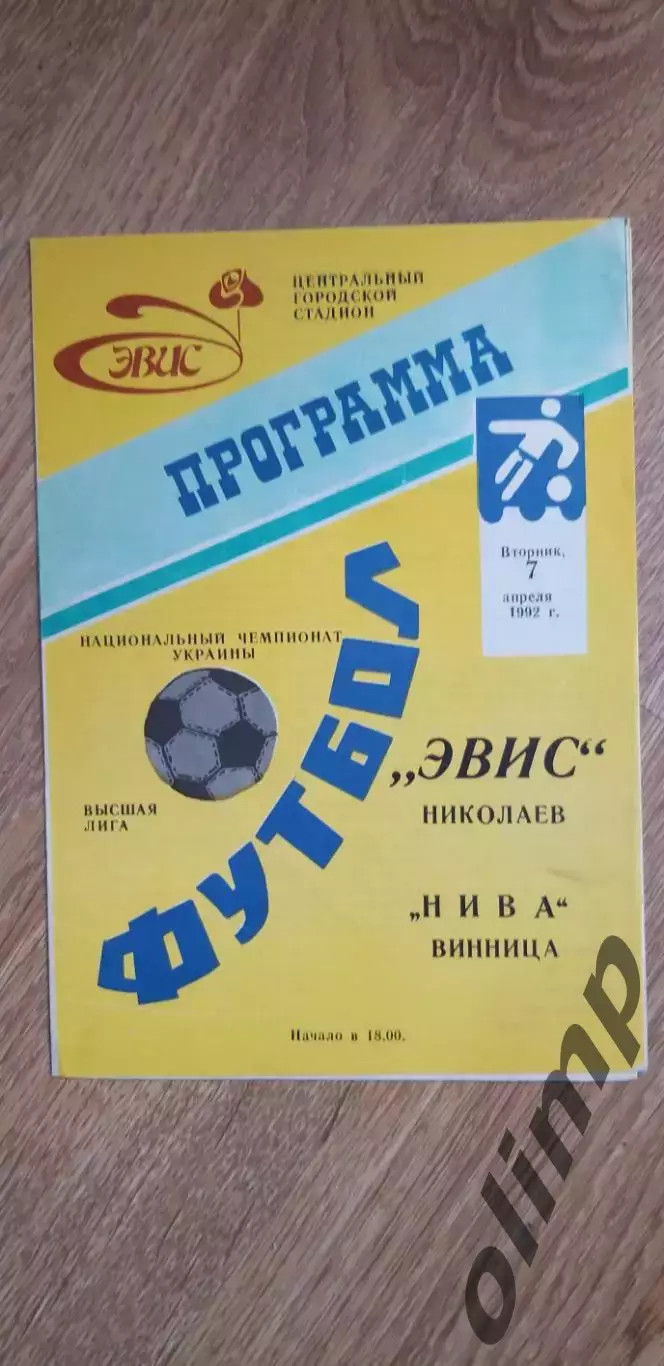 ЭВИС
ЦЕНТРАЛЬНЫЙ
ГОРОДСКОЙ
СТАДИОН
ПРОГРАММА
Вторник,
7
апреля
1992 г.
НАЦИОНАЛЬНЫЙ ЧЕМПИОНАТ
УКРАИНЫ
ВЫСШАЯ
ЛИГА
ФУТБОЛ
„ЭВИС“
НИКОЛАЕВ
„НИВА“
ВИННИЦА
Начало в 18.00.
olimp